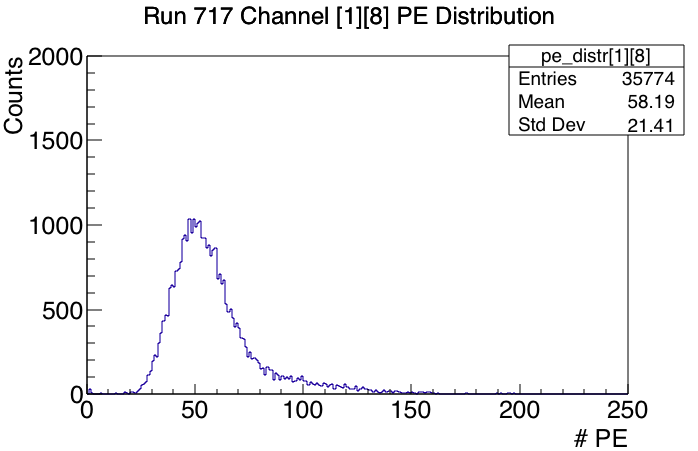 Run 717 Channel [1][8] PE Distribution
pe_distr[1][8]
Entries 35774
Mean 58.19
Std Dev 21.41
Counts
2000
1500
1000
500
0
0 50 100 150 200 250
# PE